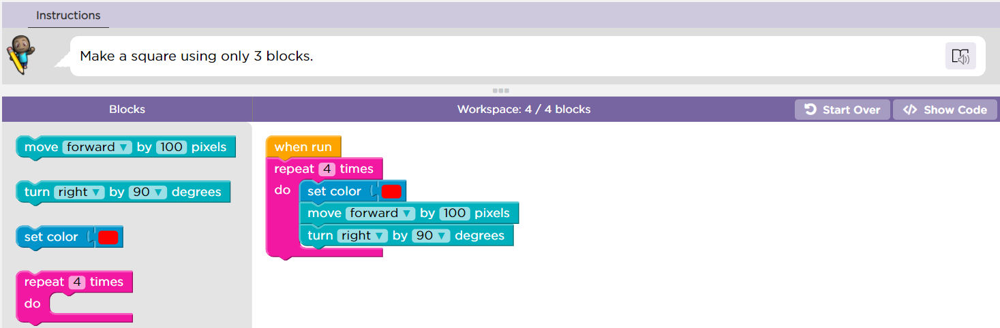 Instructions
Make a square using only 3 blocks.
Blocks
Workspace: 4 / 4 blocks
Start Over
</> Show Code
move forward ▼ by 100 pixels
turn right ▼ by 90 ▼ degrees
set color
repeat 4 times
do
when run
repeat 4 times
do
set color
move forward ▼ by 100 pixels
turn right ▼ by 90 ▼ degrees